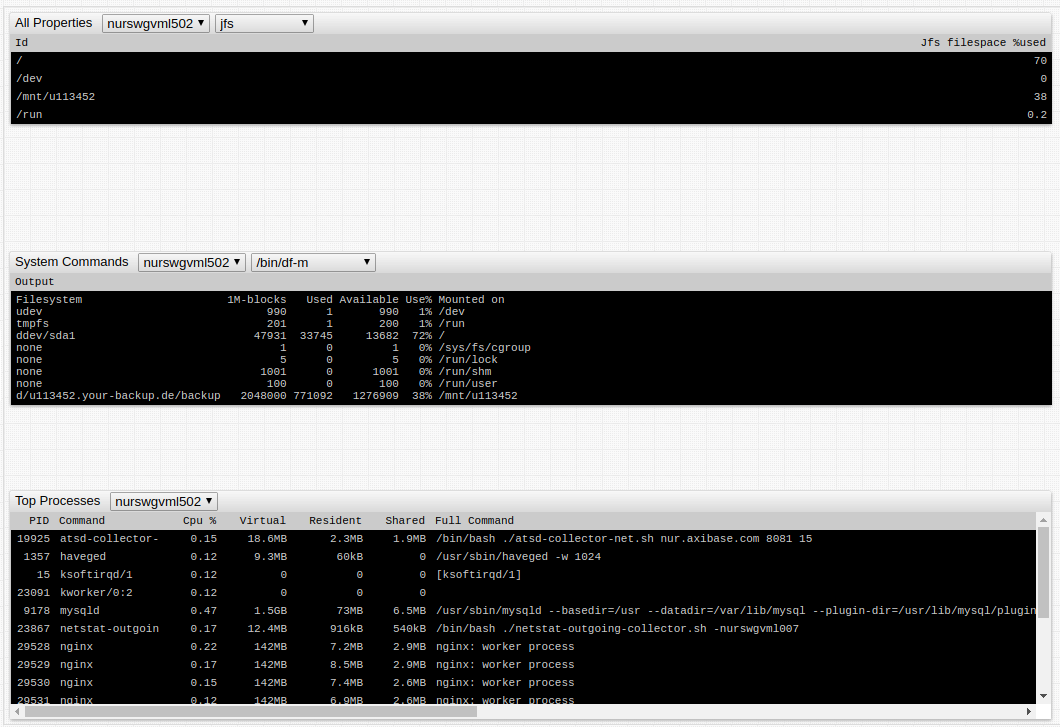 All Properties nurswgvml502 jfs
Id Jfs filespace %used
/ 70
/dev 0
/mnt/u113452 38
/run 0.2
System Commands nurswgvml502 /bin/df-m
Output
Filesystem 1M-blocks Used Available Use% Mounted on
udev 990 1 990 1% /dev
tmpfs 201 1 200 1% /run
ddev/sda1 47931 33745 13682 72% /
none 1 0 1 0% /sys/fs/cgroup
none 5 0 5 0% /run/lock
none 1001 0 1001 0% /run/shm
none 100 0 100 0% /run/user
d/u113452.your-backup.de/backup 2048000 771092 1276909 38% /mnt/u113452
Top Processes nurswgvml502
PID Command Cpu % Virtual Resident Shared Full Command
19925 atsd-collector- 0.15 18.6MB 2.3MB 1.9MB /bin/bash ./atsd-collector-net.sh nur.axibase.com 8081 15
1357 haveged 0.12 9.3MB 60kB 0 /usr/sbin/haveged -w 1024
15 ksoftirqd/1 0.12 0 0 0 [ksoftirqd/1]
23091 kworker/0:2 0.12 0 0 0
9178 mysqld 0.47 1.5GB 73MB 6.5MB /usr/sbin/mysqld --basedir=/usr --datadir=/var/lib/mysql --plugin-dir=/usr/lib/mysql/plugin
23867 netstat-outgoin 0.17 12.4MB 916kB 540kB /bin/bash ./netstat-outgoing-collector.sh -nurswgvml007
29528 nginx 0.22 142MB 7.2MB 2.9MB nginx: worker process
29529 nginx 0.17 142MB 8.5MB 2.9MB nginx: worker process
29530 nginx 0.15 142MB 7.4MB 2.6MB nginx: worker process
29531 nginx 0.12 142MB 6.9MB 2.6MB nginx: worker process